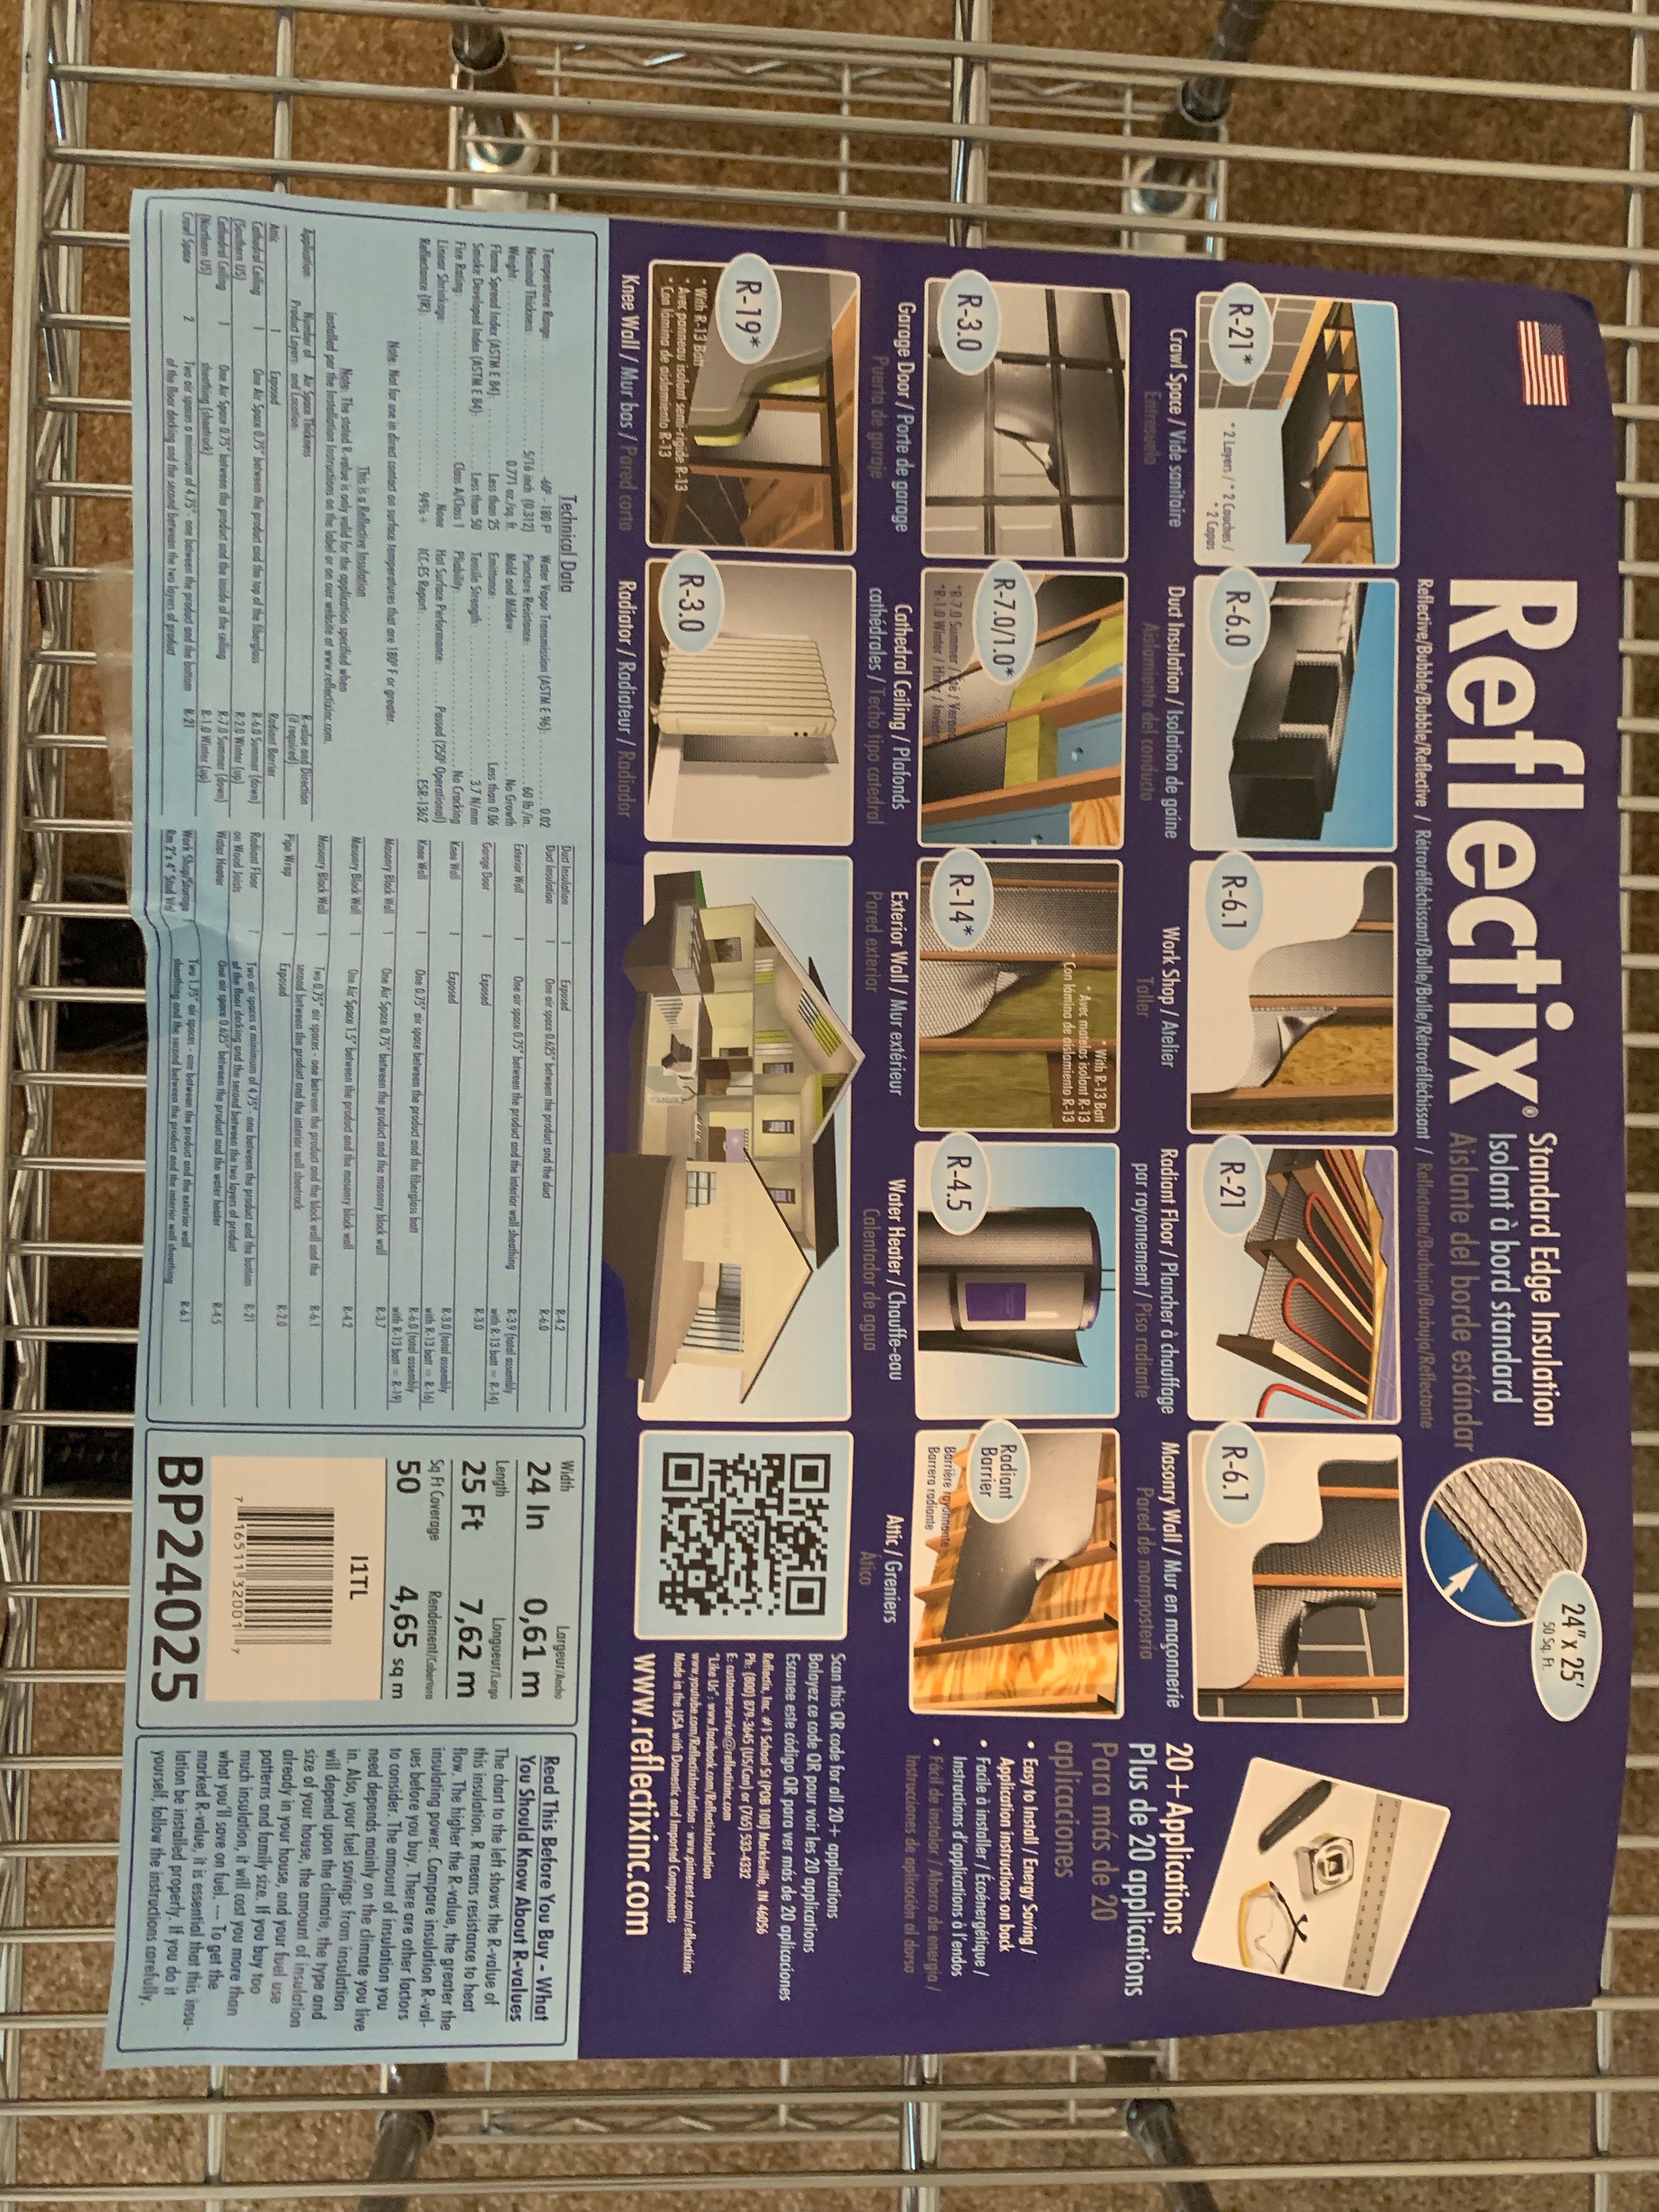 Reflectix®
Standard Edge Insulation
Isolant à bord standard
Aislante del borde estándar
24" x 25'
50 Sq. Ft.
Reflective/Bubble/Bubble/Reflective / Rétroréfléchissant/Bulle/Bulle/Rétroréfléchissant / Reflectante/Burbuja/Burbuja/Reflectante
R-21*
* 2 Layers / * 2 Couches /
* 2 Capas
Crawl Space / Vide sanitaire
Entresuelo
R-6.0
Duct Insulation / Isolation de gaine
Aislamiento del conducto
R-6.1
Work Shop / Atelier
Taller
R-21
Radiant Floor / Plancher à chauffage
par rayonnement / Piso radiante
R-6.1
Masonry Wall / Mur en maçonnerie
Pared de mampostería
20+Applications
Plus de 20 applications
Para más de 20
aplicaciones
• Easy to Install / Energy Saving /
Application instructions on back
• Facile à installer / Écoénergétique /
Instructions d'applications à l'endos
• Fácil de instalar / Ahorro de energía /
Instrucciones de aplicación al dorso
R-3.0
Garage Door / Porte de garage
Puerta de garaje
R-7.0/1.0*
*R-7.0 Summer / Été / Verano
*R-1.0 Winter / Hiver / Invierno
Cathedral Ceiling / Plafonds
cathédrales / Techo tipo catedral
* With R-13 Batt
* Avec matelas isolant R-13
* Con lámina de aislamiento R-13
R-14*
Exterior Wall / Mur extérieur
Pared exterior
R-4.5
Water Heater / Chauffe-eau
Calentador de agua
Radiant
Barrier
Barrière rayonnante
Barrera radiante
Attic / Greniers
Ático
R-19*
* With R-13 Batt
* Avec panneau isolant semi-rigide R-13
* Con lámina de aislamiento R-13
Knee Wall / Mur bas / Pared corta
R-3.0
Radiator / Radiateur / Radiador
Scan this QR code for all 20+ applications
Balayez ce code QR pour voir les 20 applications
Escanee este código QR para ver más de 20 aplicaciones
Reflectix, Inc. #1 School St (POB 108) Markleville, IN 46056
Ph: (800) 879-3645 (US/Can) or (765) 533-4332
E: customerservice@reflectixinc.com
"Like Us": www.facebook.com/ReflectixInsulation
www.youtube.com/ReflectixInsulation - www.pinterest.com/reflectixinc
Made in the USA with Domestic and Imported Components
www.reflectixinc.com
Technical Data
Temperature Range: -60° - 180 F°
Nominal Thickness: 5/16 inch (0.312)
Weight: 0.771 oz./sq. ft.
Flame Spread Index (ASTM E 84): Less than 25
Smoke Developed Index (ASTM E 84): Less than 50
Fire Rating: Class A/Class 1
Linear Shrinkage: None
Reflectance (IR): 94%+
Water Vapor Transmission (ASTM E 96): 0.02
Puncture Resistance: 60 lb./in.
Mold and Mildew: No Growth
Emittance: Less than 0.06
Tensile Strength: 3.7 N/mm
Pliability: No Cracking
Hot Surface Performance: Passed (250° Operational)
ICC-ES Report: ESR-1362
Note: Not for use in direct contact on surface temperatures that are 180° F or greater.
This is a Reflective Insulation
Note: The stated R-value is only valid for the application specified when
installed per the Installation Instructions on the label or on our website at www.reflectixinc.com.
Application: Number of Air Space Thickness R-value and Direction
Product Layers: and Location: (if required):
Attic 1 Exposed Radiant Barrier
Cathedral Ceiling 1 One Air Space 0.75" between the product and the top of the fiberglass R-6.0 Summer (down)
(Southern US) R-2.0 Winter (up)
Cathedral Ceiling 1 One Air Space 0.75" between the product and the inside of the ceiling R-7.0 Summer (down)
(Northern US) sheathing (sheetrock) R-1.0 Winter (up)
Crawl Space 2 Two air spaces a minimum of 4.75"- one between the product and the bottom R-21
of the floor decking and the second between the two layers of product
Duct Insulation 1 Exposed R-4.2
Duct Insulation 1 One air space 0.625" between the product and the duct R-6.0
Exterior Wall 1 One air space 0.75" between the product and the interior wall sheathing R-3.9 (total assembly
with R-13 batt = R-14)
Garage Door 1 Exposed R-3.0
Knee Wall 1 Exposed R-3.0 (total assembly
with R-13 batt = R-16)
Knee Wall 1 One 0.75" air space between the product and the fiberglass batt R-6.0 (total assembly
with R-13 batt = R-19)
Masonry Block Wall 1 One Air Space 0.75" between the product and the masonry block wall R-3.7
Masonry Block Wall 1 One Air Space 1.5" between the product and the masonry block wall R-4.2
Masonry Block Wall 1 Two 0.75" air spaces - one between the product and the block wall and the R-6.1
second between the product and the interior wall sheetrock
Pipe Wrap 1 Exposed R-2.0
Radiant Floor Two air spaces a minimum of 4.75"- one between the product and the bottom R-21
on Wood Joists of the floor decking and the second between the two layers of product
Water Heater One air space 0.625" between the product and the water heater R-4.5
Work Shop/Storage Two 1.75" air spaces - one between the product and the exterior wall R-6.1
Rm 2"x 4" Stud Wall sheathing and the second between the product and the interior wall sheathing
Width Largeur/Ancho
24 In 0,61 m
Length Longueur/Largo
25 Ft 7,62 m
Sq Ft Coverage Rendement/Cobertura
50 4,65 sq m
I1TL
7 16511 32001 7
BP24025
Read This Before You Buy - What
You Should Know About R-values
The chart to the left shows the R-value of
this insulation. R means resistance to heat
flow. The higher the R-value, the greater the
insulating power. Compare insulation R-val-
ues before you buy. There are other factors
to consider. The amount of insulation you
need depends mainly on the climate you live
in. Also, your fuel savings from insulation
will depend upon the climate, the type and
size of your house, the amount of insulation
already in your house, and your fuel use
patterns and family size. If you buy too
much insulation, it will cost you more than
what you'll save on fuel. --- To get the
marked R-value, it is essential that this insu-
lation be installed properly. If you do it
yourself, follow the instructions carefully.